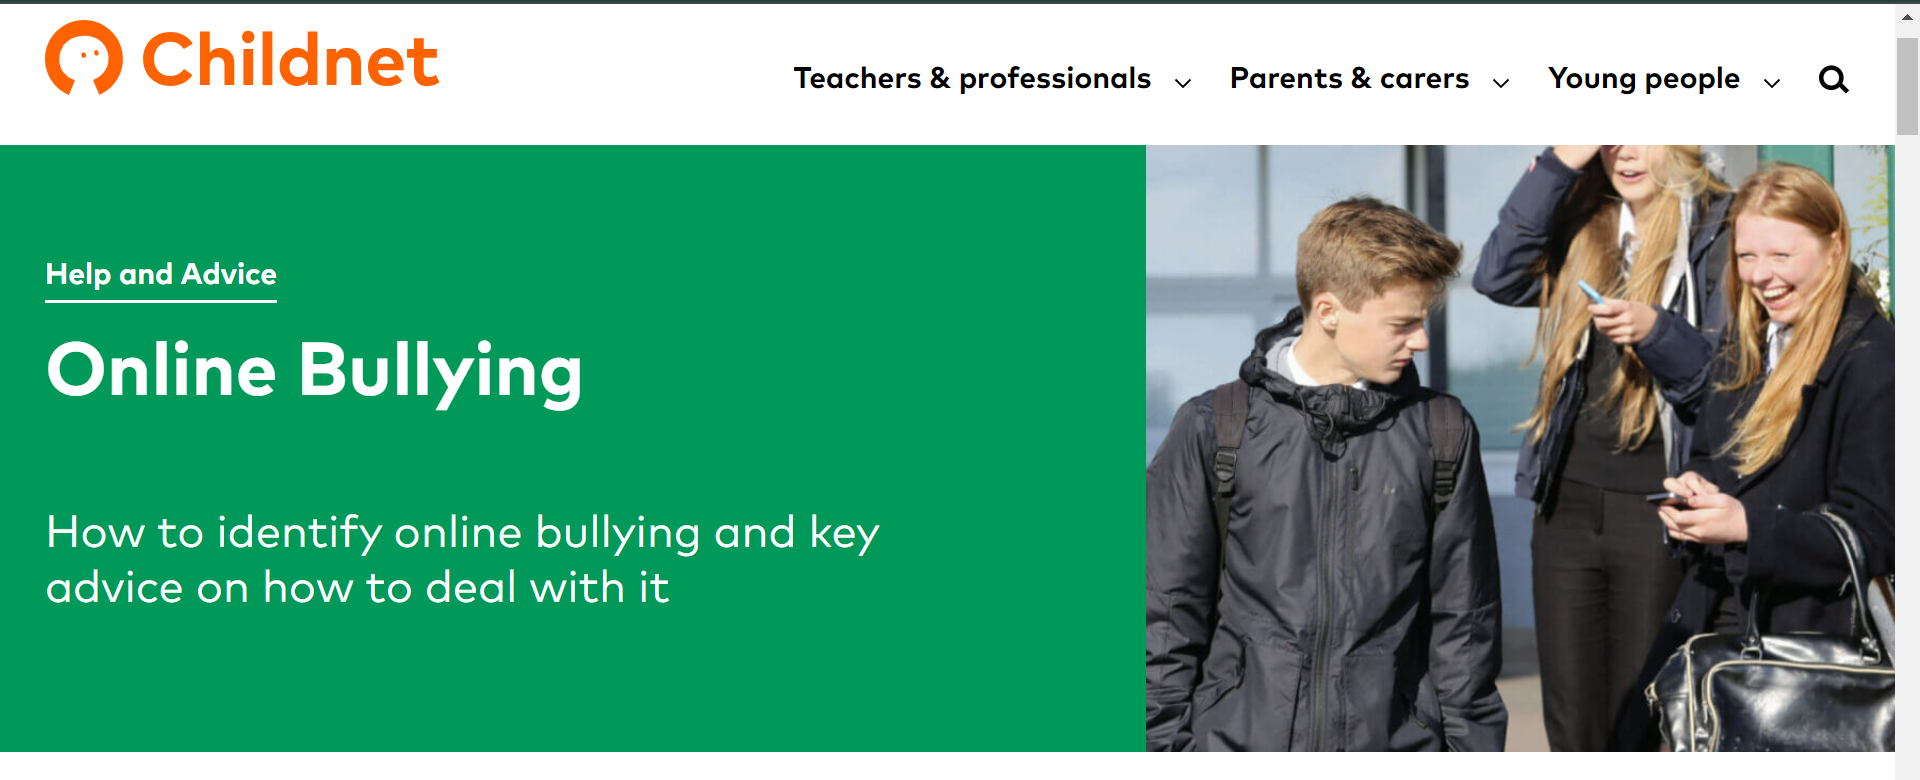 Childnet
Teachers & professionals
Parents & carers
Young people
Help and Advice
Online Bullying
How to identify online bullying and key
advice on how to deal with it